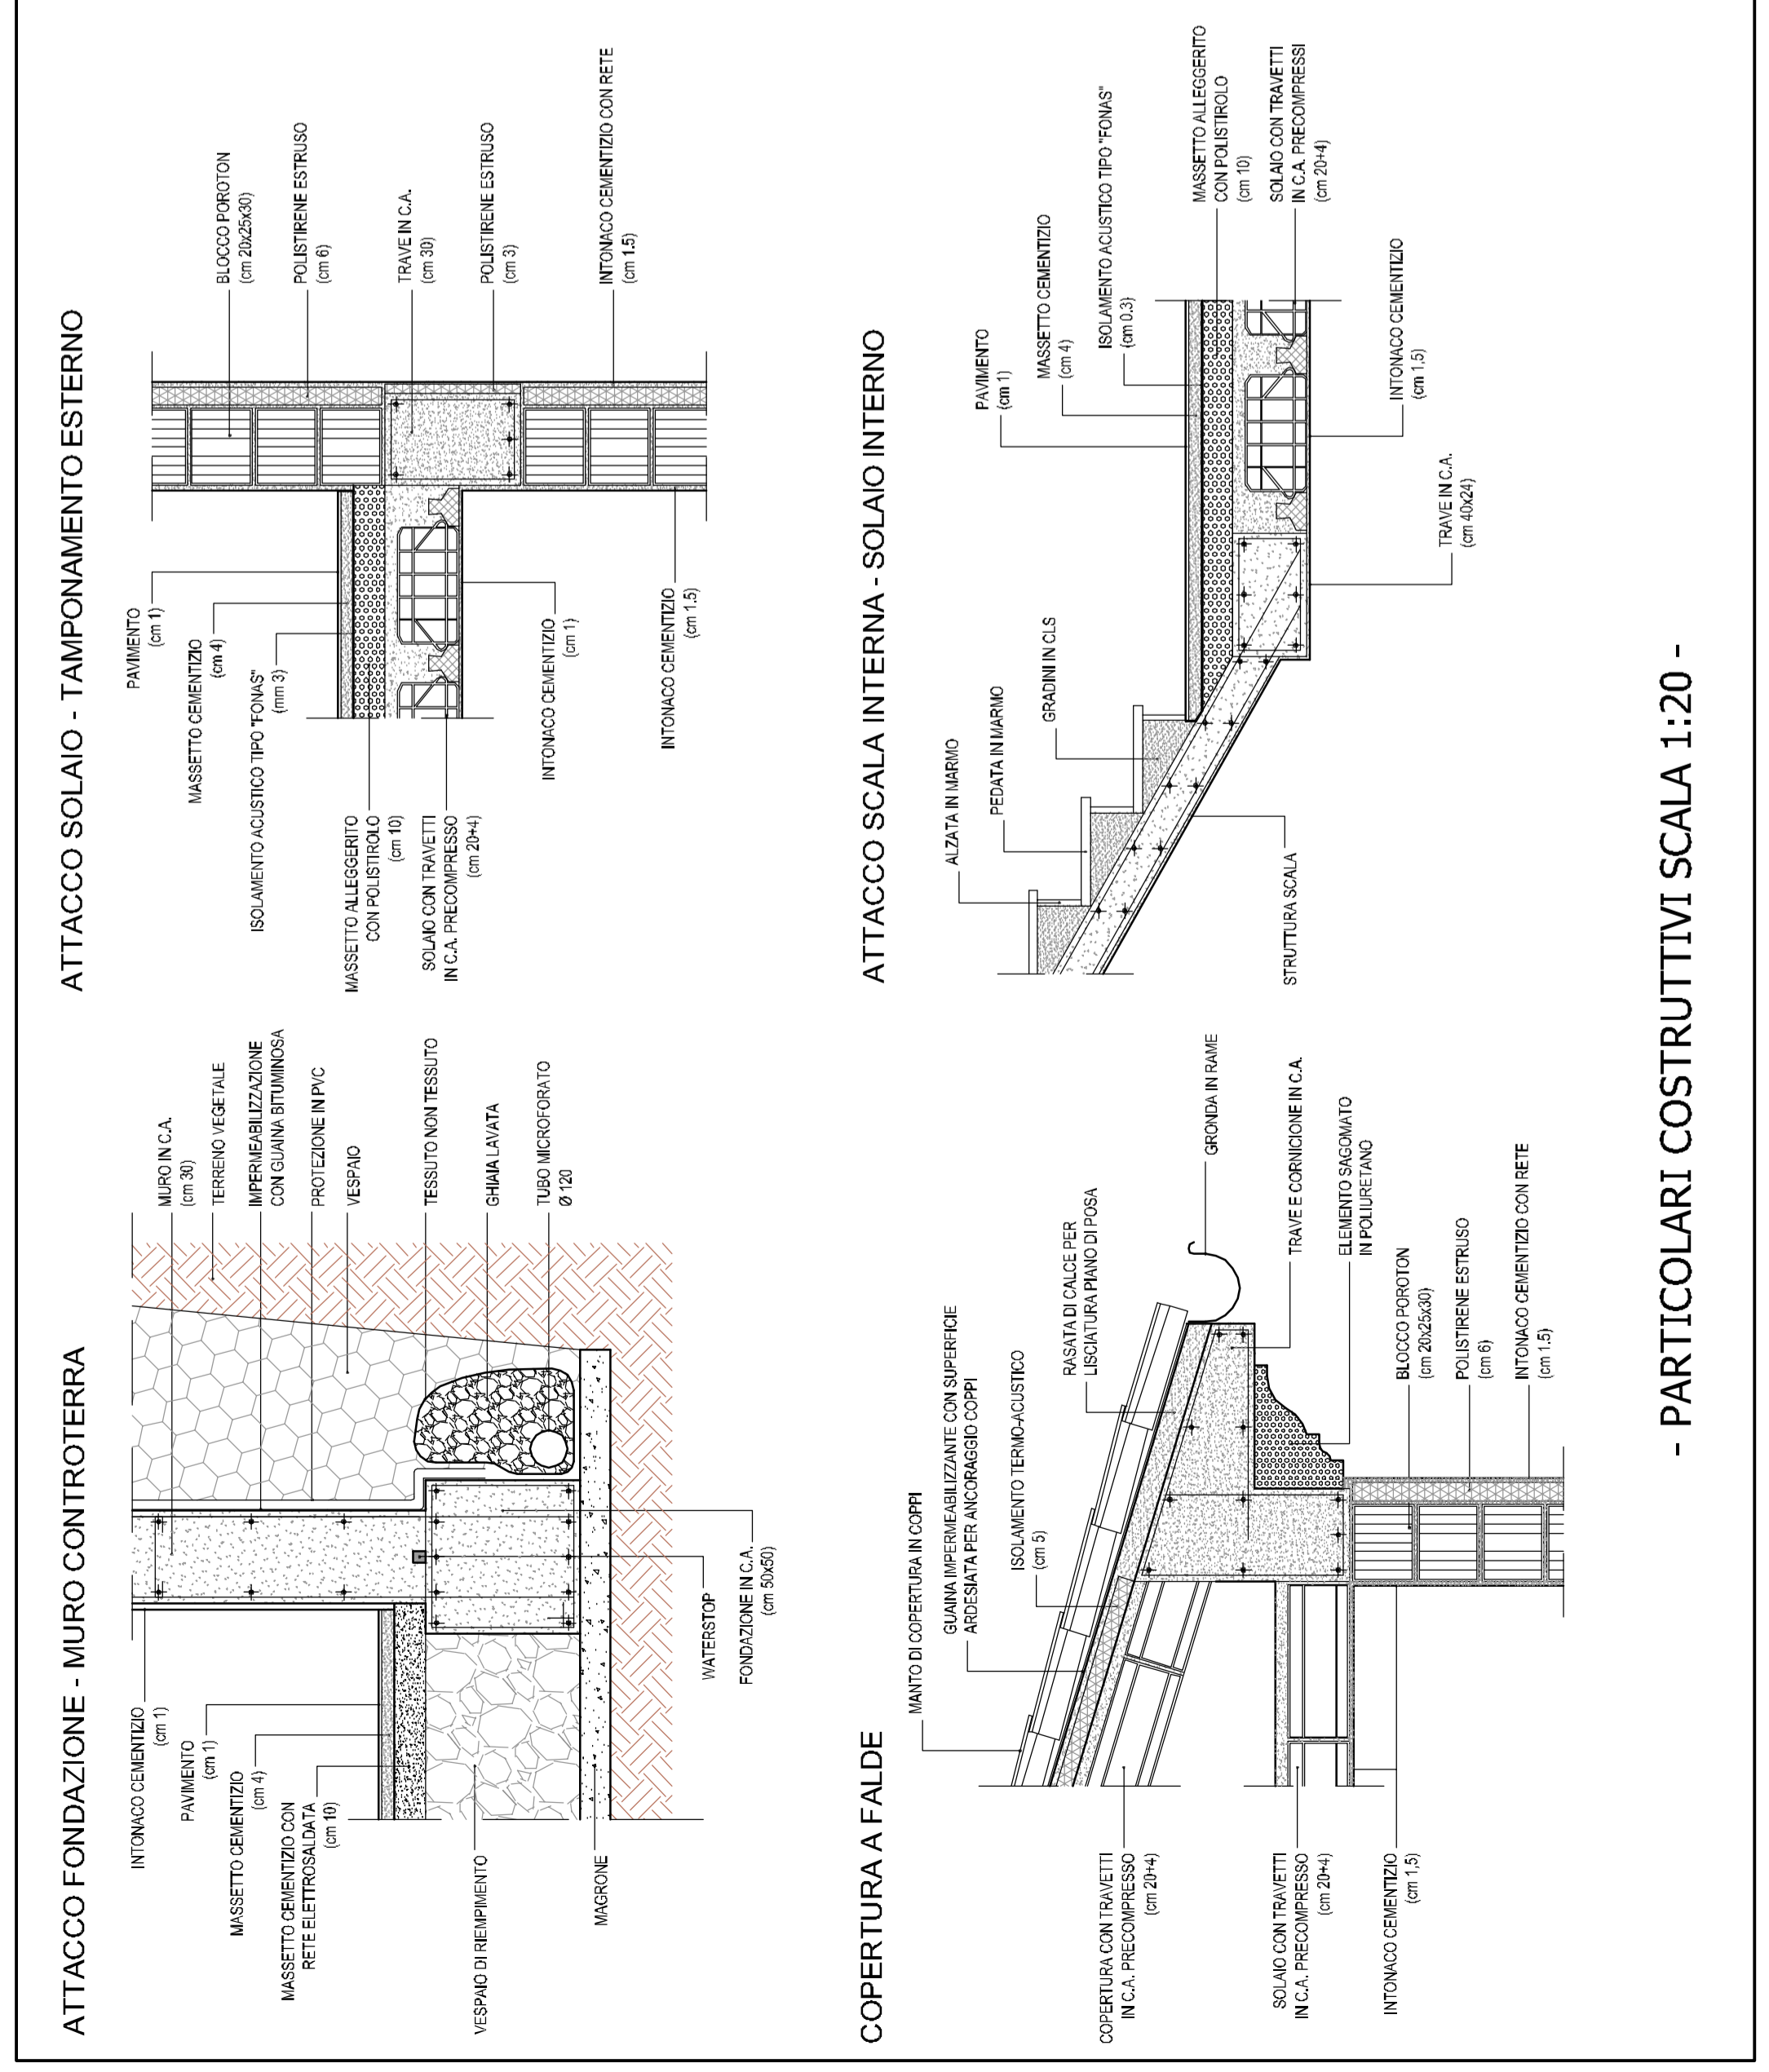 ATTACCO FONDAZIONE - MURO CONTROTERRA
INTONACO CEMENTIZIO
(cm 1)
PAVIMENTO
(cm 1)
MASSETTO CEMENTIZIO
(cm 4)
MASSETTO CEMENTIZIO CON
RETE ELETTROSALDATA
(cm 10)
VESPAIO DI RIEMPIMENTO
MAGRONE
MURO IN C.A.
(cm 30)
TERRENO VEGETALE
IMPERMEABILIZZAZIONE
CON GUAINA BITUMINOSA
PROTEZIONE IN PVC
VESPAIO
TESSUTO NON TESSUTO
GHIAIA LAVATA
TUBO MICROFORATO
Ø 120
WATERSTOP
FONDAZIONE IN C.A.
(cm 50x50)
ATTACCO SOLAIO - TAMPONAMENTO ESTERNO
PAVIMENTO
(cm 1)
MASSETTO CEMENTIZIO
(cm 4)
ISOLAMENTO ACUSTICO TIPO "FONAS"
(mm 3)
MASSETTO ALLEGGERITO
CON POLISTIROLO
(cm 10)
SOLAIO CON TRAVETTI
IN C.A. PRECOMPRESSO
(cm 20+4)
INTONACO CEMENTIZIO
(cm 1)
INTONACO CEMENTIZIO
(cm 1.5)
BLOCCO POROTON
(cm 20x25x30)
POLISTIRENE ESTRUSO
(cm 6)
TRAVE IN C.A.
(cm 30)
POLISTIRENE ESTRUSO
(cm 3)
INTONACO CEMENTIZIO CON RETE
(cm 1.5)
COPERTURA A FALDE
MANTO DI COPERTURA IN COPPI
GUAINA IMPERMEABILIZZANTE CON SUPERFICIE
ARDESIATA PER ANCORAGGIO COPPI
ISOLAMENTO TERMO-ACUSTICO
(cm 5)
RASATA DI CALCE PER
LISCIATURA PIANO DI POSA
GRONDA IN RAME
TRAVE E CORNICIONE IN C.A.
ELEMENTO SAGOMATO
IN POLIURETANO
BLOCCO POROTON
(cm 20x25x30)
POLISTIRENE ESTRUSO
(cm 6)
INTONACO CEMENTIZIO CON RETE
(cm 1.5)
COPERTURA CON TRAVETTI
IN C.A. PRECOMPRESSO
(cm 20+4)
SOLAIO CON TRAVETTI
IN C.A. PRECOMPRESSO
(cm 20+4)
INTONACO CEMENTIZIO
(cm 1,5)
ATTACCO SCALA INTERNA - SOLAIO INTERNO
ALZATA IN MARMO
PEDATA IN MARMO
GRADINI IN CLS
STRUTTURA SCALA
PAVIMENTO
(cm 1)
MASSETTO CEMENTIZIO
(cm 4)
ISOLAMENTO ACUSTICO TIPO "FONAS"
(cm 0.3)
MASSETTO ALLEGGERITO
CON POLISTIROLO
(cm 10)
SOLAIO CON TRAVETTI
IN C.A. PRECOMPRESSI
(cm 20+4)
INTONACO CEMENTIZIO
(cm 1,5)
TRAVE IN C.A.
(cm 40x24)
- PARTICOLARI COSTRUTTIVI SCALA 1:20 -